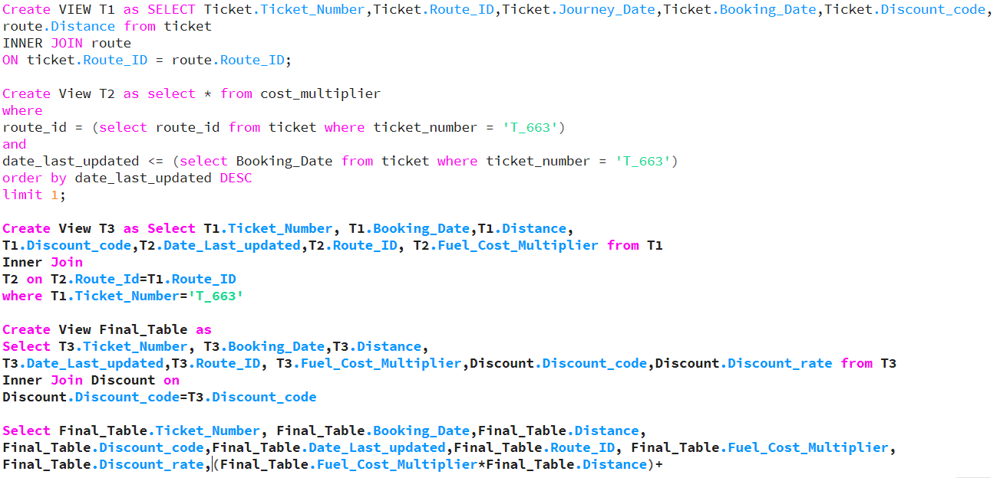 Create VIEW T1 as SELECT Ticket.Ticket_Number,Ticket.Route_ID,Ticket.Journey_Date,Ticket.Booking_Date,Ticket.Discount_code,
route.Distance from ticket
INNER JOIN route
ON ticket.Route_ID = route.Route_ID;
Create View T2 as select * from cost_multiplier
where
route_id = (select route_id from ticket where ticket_number = 'T_663')
and
date_last_updated <= (select Booking_Date from ticket where ticket_number = 'T_663')
order by date_last_updated DESC
limit 1;
Create View T3 as Select T1.Ticket_Number, T1.Booking_Date,T1.Distance,
T1.Discount_code,T2.Date_Last_updated,T2.Route_ID, T2.Fuel_Cost_Multiplier from T1
Inner Join
T2 on T2.Route_Id=T1.Route_ID
where T1.Ticket_Number='T_663'
Create View Final_Table as
Select T3.Ticket_Number, T3.Booking_Date,T3.Distance,
T3.Date_Last_updated,T3.Route_ID, T3.Fuel_Cost_Multiplier,Discount.Discount_code,Discount.Discount_rate from T3
Inner Join Discount on
Discount.Discount_code=T3.Discount_code
Select Final_Table.Ticket_Number, Final_Table.Booking_Date,Final_Table.Distance,
Final_Table.Discount_code,Final_Table.Date_Last_updated,Final_Table.Route_ID, Final_Table.Fuel_Cost_Multiplier,
Final_Table.Discount_rate,(Final_Table.Fuel_Cost_Multiplier*Final_Table.Distance)+